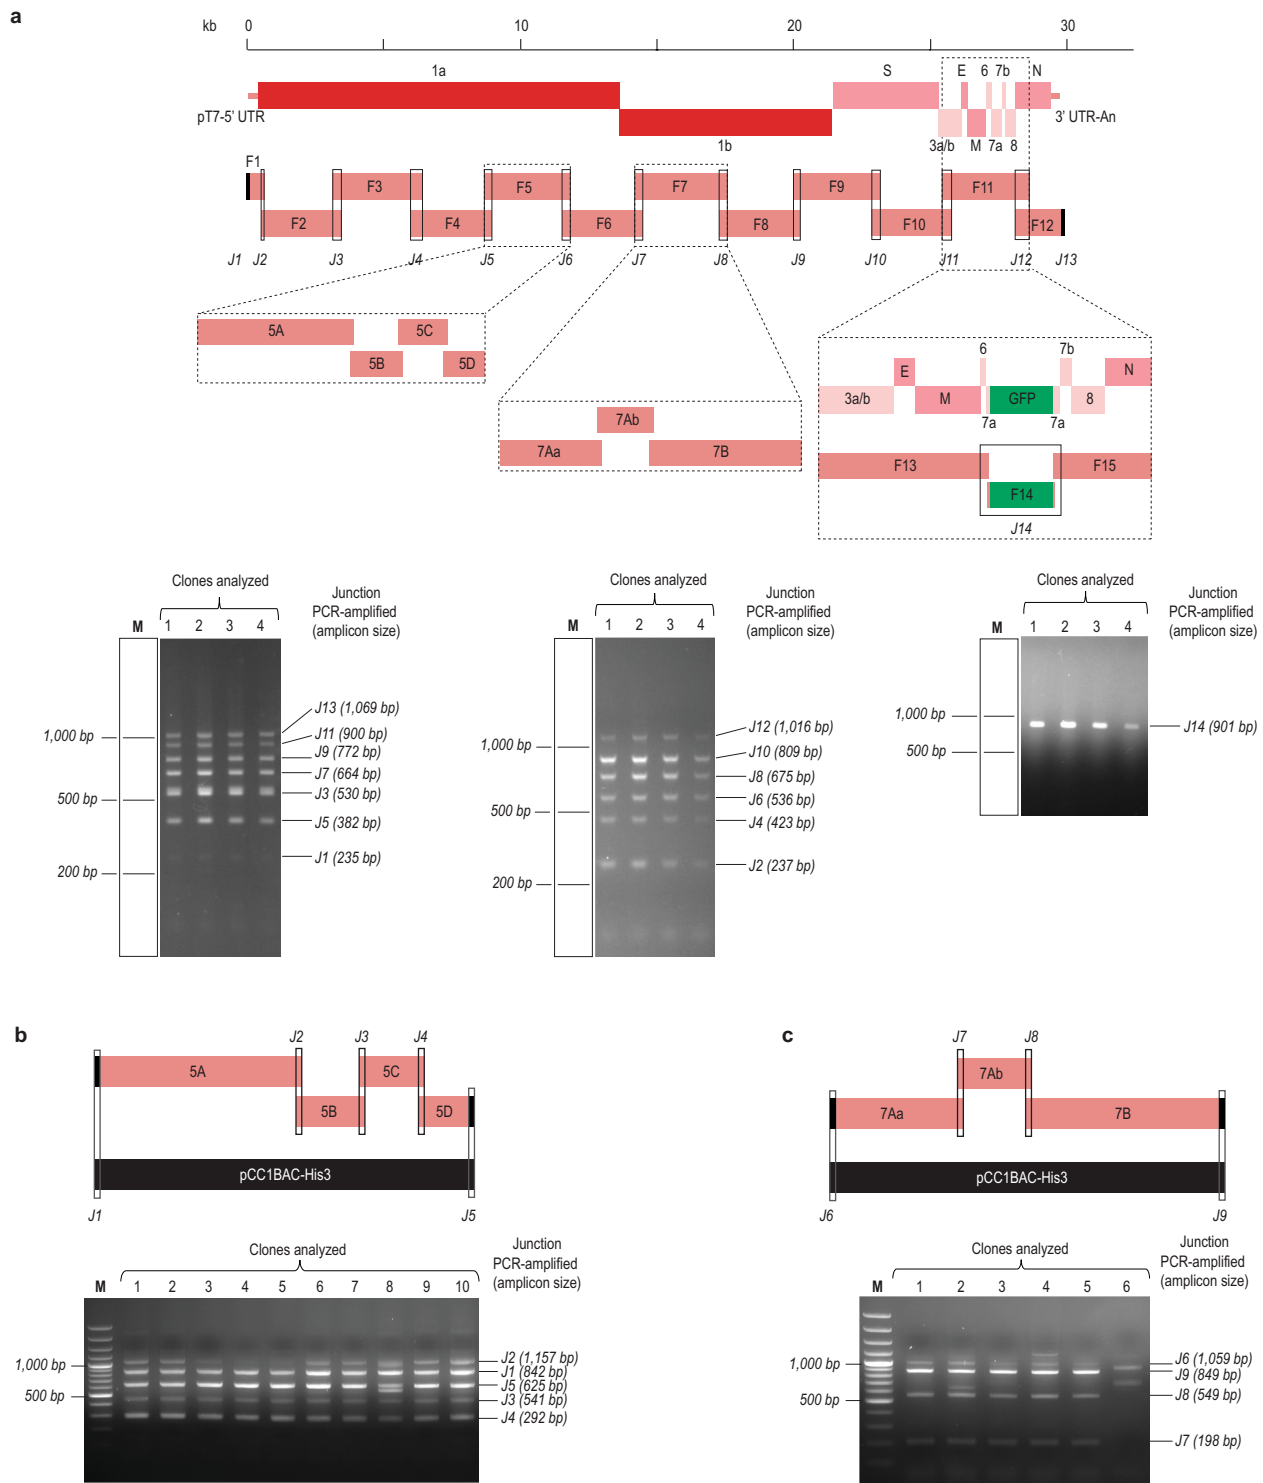 a
kb 0 10 20 30
1a S E 6 7b N
pT7-5' UTR 3' UTR-An
1b 3a/b M 7a 8
F1 F3 F5 F7 F9 F11
F2 F4 F6 F8 F10 F12
J1 J2 J3 J4 J5 J6 J7 J8 J9 J10 J11 J12 J13
5A 5C
5B 5D
7Ab
7Aa 7B
6 7b
E N
3a/b M GFP 8
7a 7a
F13 F15
F14
J14
Clones analyzed
Junction
PCR-amplified
(amplicon size)
M 1 2 3 4
J13 (1,069 bp)
J11 (900 bp)
J9 (772 bp)
J7 (664 bp)
J3 (530 bp)
J5 (382 bp)
J1 (235 bp)
1,000 bp
500 bp
200 bp
Clones analyzed
Junction
PCR-amplified
(amplicon size)
M 1 2 3 4
J12 (1,016 bp)
J10 (809 bp)
J8 (675 bp)
J6 (536 bp)
J4 (423 bp)
J2 (237 bp)
1,000 bp
500 bp
200 bp
Clones analyzed
Junction
PCR-amplified
(amplicon size)
M 1 2 3 4
1,000 bp
500 bp
J14 (901 bp)
b
J2 J3 J4
5A 5C
5B 5D
pCC1BAC-His3
J1 J5
Clones analyzed
Junction
PCR-amplified
(amplicon size)
M 1 2 3 4 5 6 7 8 9 10
1,000 bp
500 bp
J2 (1,157 bp)
J1 (842 bp)
J5 (625 bp)
J3 (541 bp)
J4 (292 bp)
c
J7 J8
7Ab
7Aa 7B
pCC1BAC-His3
J6 J9
Clones analyzed
Junction
PCR-amplified
(amplicon size)
M 1 2 3 4 5 6
1,000 bp
500 bp
J6 (1,059 bp)
J9 (849 bp)
J8 (549 bp)
J7 (198 bp)